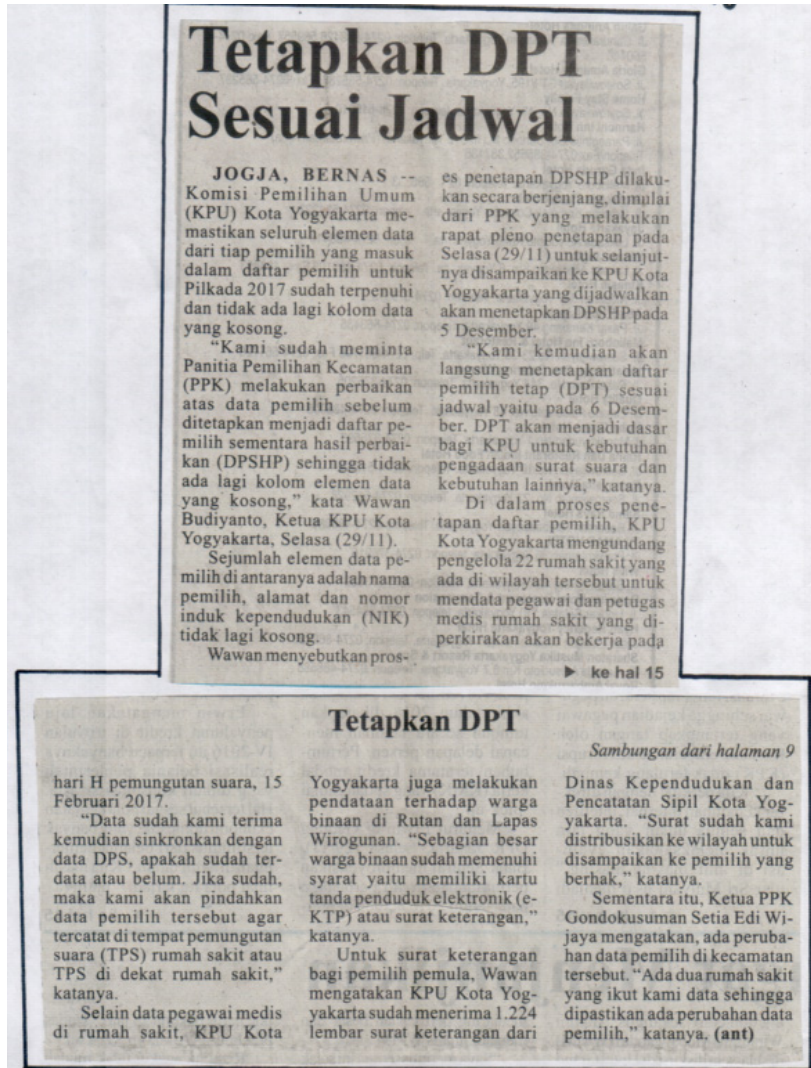 Tetapkan DPT
Sesuai Jadwal
JOGJA, BERNAS --
Komisi Pemilihan Umum
(KPU) Kota Yogyakarta me-
mastikan seluruh elemen data
dari tiap pemilih yang masuk
dalam daftar pemilih untuk
Pilkada 2017 sudah terpenuhi
dan tidak ada lagi kolom data
yang kosong.
“Kami sudah meminta
Panitia Pemilihan Kecamatan
(PPK) melakukan perbaikan
atas data pemilih sebelum
ditetapkan menjadi daftar pe-
milih sementara hasil perbai-
kan (DPSHP) sehingga tidak
ada lagi kolom elemen data
yang kosong,” kata Wawan
Budiyanto, Ketua KPU Kota
Yogyakarta, Selasa (29/11).
Sejumlah elemen data pe-
milih di antaranya adalah nama
pemilih, alamat dan nomor
induk kependudukan (NIK)
tidak lagi kosong.
Wawan menyebutkan pros-
es penetapan DPSHP dilaku-
kan secara berjenjang, dimulai
dari PPK yang melakukan
rapat pleno penetapan pada
Selasa (29/11) untuk selanjut-
nya disampaikan ke KPU Kota
Yogyakarta yang dijadwalkan
akan menetapkan DPSHP pada
5 Desember.
“Kami kemudian akan
langsung menetapkan daftar
pemilih tetap (DPT) sesuai
jadwal yaitu pada 6 Desem-
ber. DPT akan menjadi dasar
bagi KPU untuk kebutuhan
pengadaan surat suara dan
kebutuhan lainnya,” katanya.
Di dalam proses pene-
tapan daftar pemilih, KPU
Kota Yogyakarta mengundang
pengelola 22 rumah sakit yang
ada di wilayah tersebut untuk
mendata pegawai dan petugas
medis rumah sakit yang di-
perkirakan akan bekerja pada
▶ ke hal 15
Tetapkan DPT
Sambungan dari halaman 9
hari H pemungutan suara, 15
Februari 2017.
“Data sudah kami terima
kemudian sinkronkan dengan
data DPS, apakah sudah ter-
data atau belum. Jika sudah,
maka kami akan pindahkan
data pemilih tersebut agar
tercatat di tempat pemungutan
suara (TPS) rumah sakit atau
TPS di dekat rumah sakit,”
katanya.
Selain data pegawai medis
di rumah sakit, KPU Kota
Yogyakarta juga melakukan
pendataan terhadap warga
binaan di Rutan dan Lapas
Wirogunan. “Sebagian besar
warga binaan sudah memenuhi
syarat yaitu memiliki kartu
tanda penduduk elektronik (e-
KTP) atau surat keterangan,”
katanya.
Untuk surat keterangan
bagi pemilih pemula, Wawan
mengatakan KPU Kota Yog-
yakarta sudah menerima 1.224
lembar surat keterangan dari
Dinas Kependudukan dan
Pencatatan Sipil Kota Yog-
yakarta. “Surat sudah kami
distribusikan ke wilayah untuk
disampaikan ke pemilih yang
berhak,” katanya.
Sementara itu, Ketua PPK
Gondokusuman Setia Edi Wi-
jaya mengatakan, ada peruba-
han data pemilih di kecamatan
tersebut. “Ada dua rumah sakit
yang ikut kami data sehingga
dipastikan ada perubahan data
pemilih,” katanya. (ant)